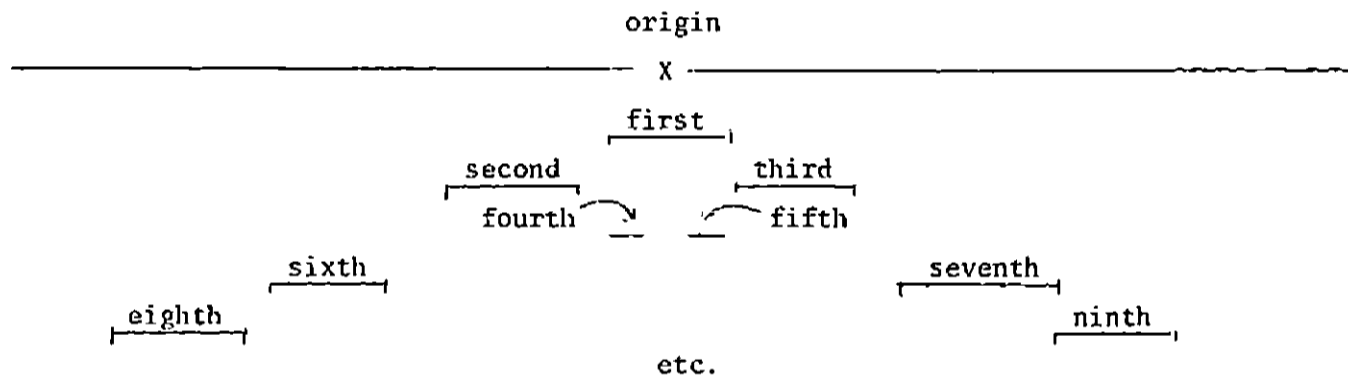 origin
X
first
second third
fourth fifth
sixth seventh
eighth ninth
etc.